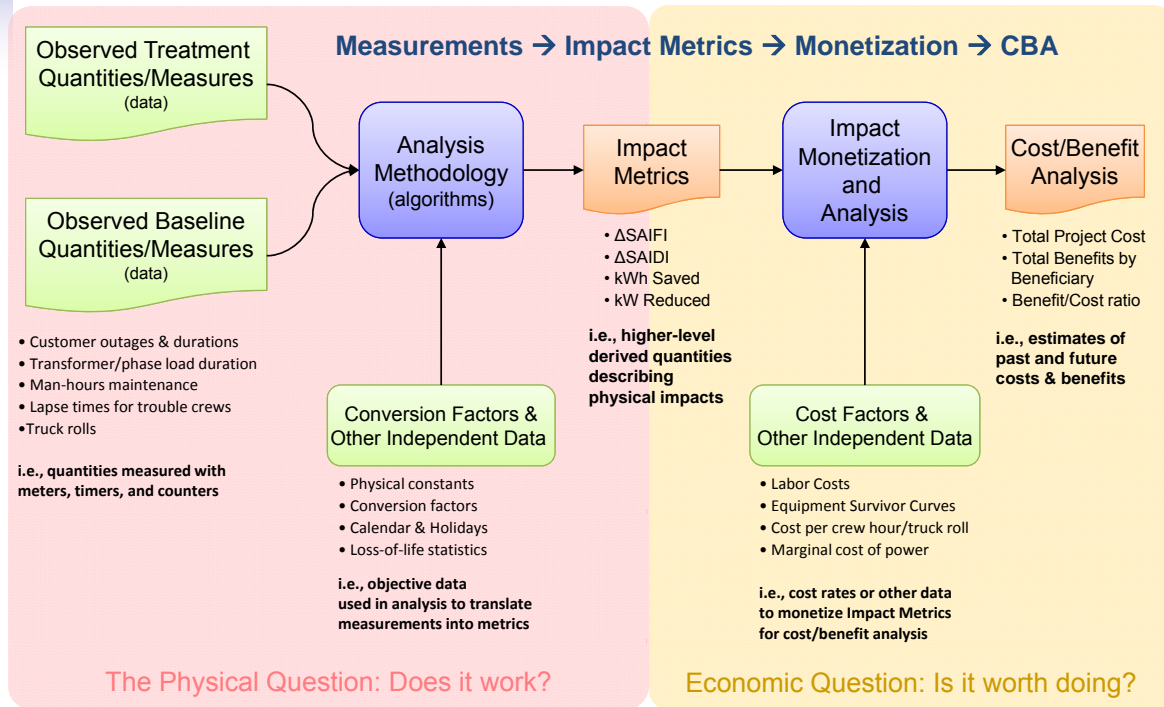 Measurements → Impact Metrics → Monetization → CBA
Observed Treatment
Quantities/Measures
(data)
Observed Baseline
Quantities/Measures
(data)
• Customer outages & durations
• Transformer/phase load duration
• Man-hours maintenance
• Lapse times for trouble crews
•Truck rolls
i.e., quantities measured with
meters, timers, and counters
Analysis
Methodology
(algorithms)
Conversion Factors &
Other Independent Data
• Physical constants
• Conversion factors
• Calendar & Holidays
• Loss-of-life statistics
i.e., objective data
used in analysis to translate
measurements into metrics
Impact
Metrics
• ΔSAIFI
• ΔSAIDI
• kWh Saved
• kW Reduced
i.e., higher-level
derived quantities
describing
physical impacts
Impact
Monetization
and
Analysis
Cost Factors &
Other Independent Data
• Labor Costs
• Equipment Survivor Curves
• Cost per crew hour/truck roll
• Marginal cost of power
i.e., cost rates or other data
to monetize Impact Metrics
for cost/benefit analysis
Cost/Benefit
Analysis
• Total Project Cost
• Total Benefits by
Beneficiary
• Benefit/Cost ratio
i.e., estimates of
past and future
costs & benefits
The Physical Question: Does it work?
Economic Question: Is it worth doing?